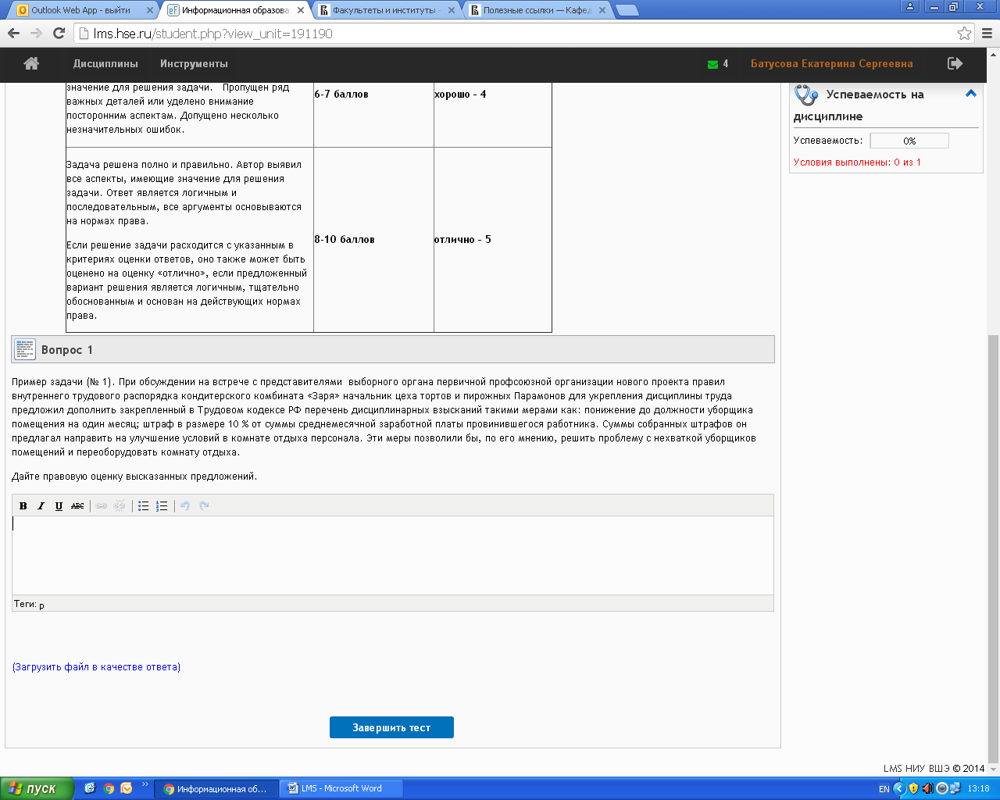 Outlook Web App - выйти
Информационная образова
Факультеты и институты -
Полезные ссылки — Кафед
lms.hse.ru/student.php?view_unit=191190
Дисциплины
Инструменты
4
Батусова Екатерина Сергеевна
значение для решения задачи. Пропущен ряд
важных деталей или уделено внимание
посторонним аспектам. Допущено несколько
незначительных ошибок.
6-7 баллов
хорошо - 4
Задача решена полно и правильно. Автор выявил
все аспекты, имеющие значение для решения
задачи. Ответ является логичным и
последовательным, все аргументы основываются
на нормах права.
Если решение задачи расходится с указанным в
критериях оценки ответов, оно также может быть
оценено на оценку «отлично», если предложенный
вариант решения является логичным, тщательно
обоснованным и основан на действующих нормах
права.
8-10 баллов
отлично - 5
Успеваемость на
дисциплине
Успеваемость:
0%
Условия выполнены: 0 из 1
Вопрос 1
Пример задачи (№ 1). При обсуждении на встрече с представителями выборного органа первичной профсоюзной организации нового проекта правил
внутреннего трудового распорядка кондитерского комбината «Заря» начальник цеха тортов и пирожных Парамонов для укрепления дисциплины труда
предложил дополнить закрепленный в Трудовом кодексе РФ перечень дисциплинарных взысканий такими мерами как: понижение до должности уборщика
помещения на один месяц; штраф в размере 10 % от суммы среднемесячной заработной платы провинившегося работника. Суммы собранных штрафов он
предлагал направить на улучшение условий в комнате отдыха персонала. Эти меры позволили бы, по его мнению, решить проблему с нехваткой уборщиков
помещений и переоборудовать комнату отдыха.
Дайте правовую оценку высказанных предложений.
B I U ABC
Теги: p
(Загрузить файл в качестве ответа)
Завершить тест
LMS НИУ ВШЭ © 2014
пуск
Информационная об...
LMS - Microsoft Word
EN
13:18